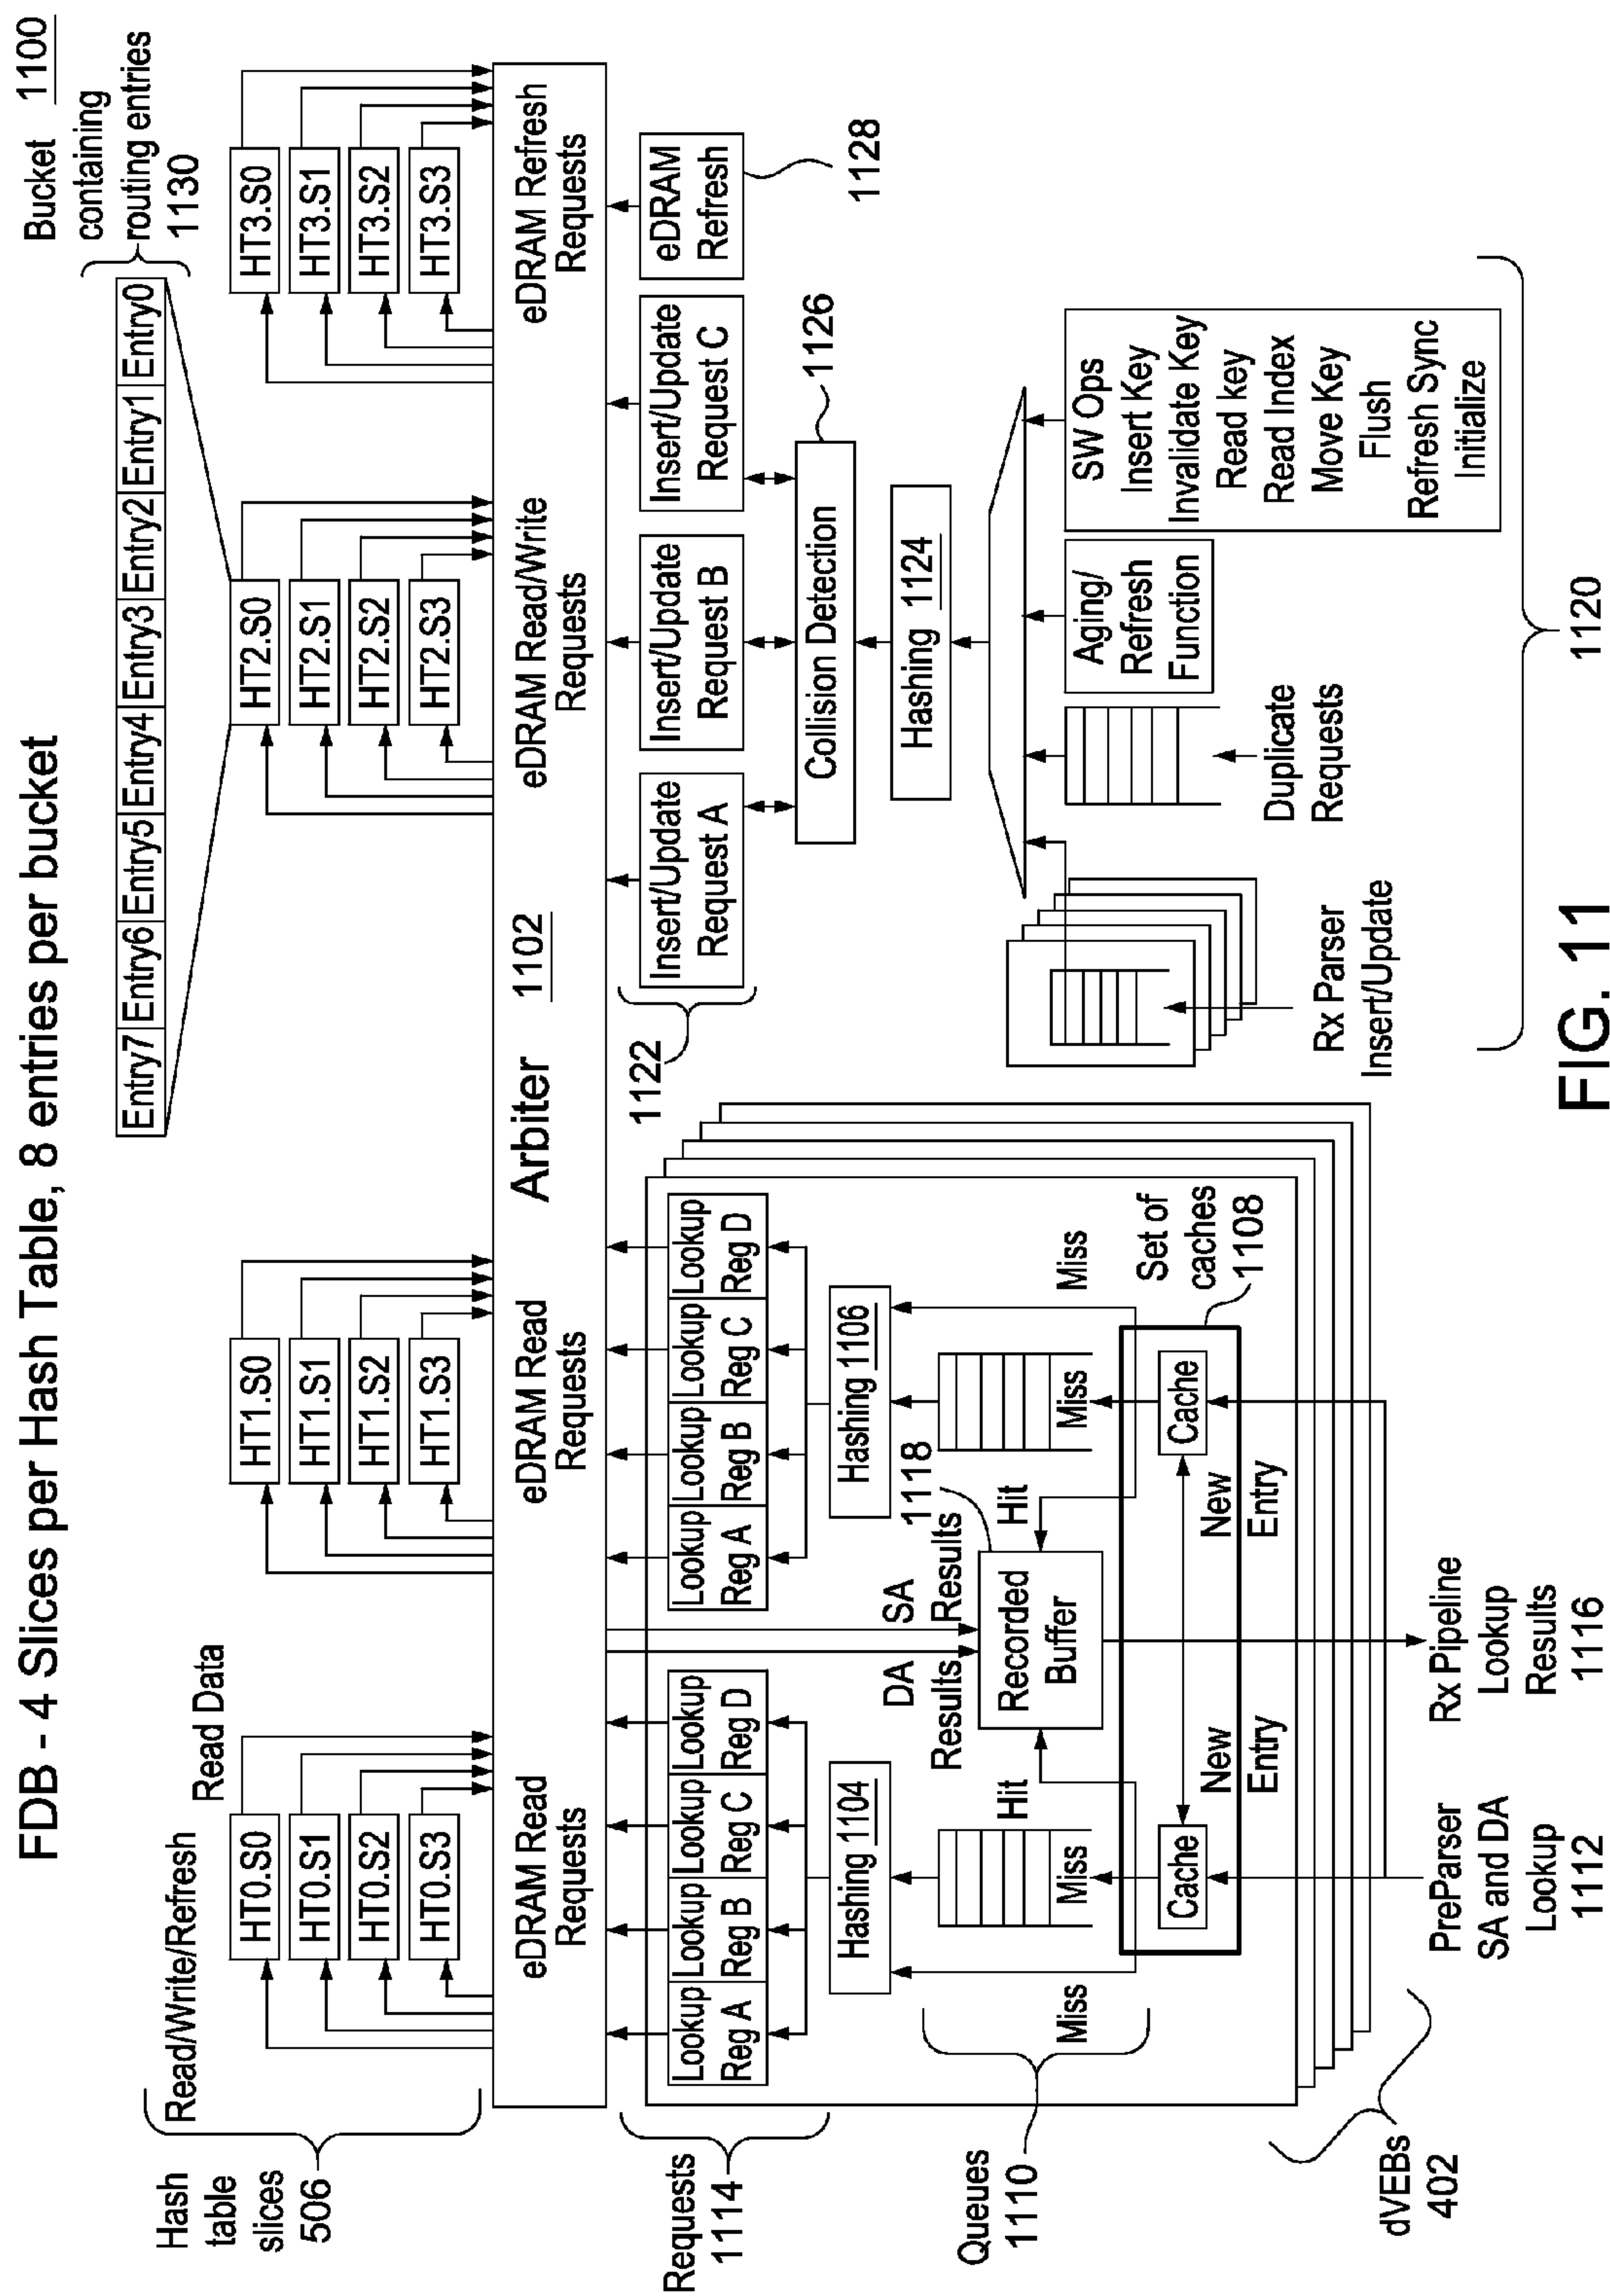 FDB - 4 Slices per Hash Table, 8 entries per bucket
1100
Bucket
containing
routing entries
1130
Entry7
Entry6
Entry5
Entry4
Entry3
Entry2
Entry1
Entry0
Hash
table
slices
506
Read/Write/Refresh
Read Data
HT0.S0
HT0.S1
HT0.S2
HT0.S3
HT1.S0
HT1.S1
HT1.S2
HT1.S3
HT2.S0
HT2.S1
HT2.S2
HT2.S3
HT3.S0
HT3.S1
HT3.S2
HT3.S3
eDRAM Read
Requests
eDRAM Read
Requests
Arbiter 1102
eDRAM Read/Write
Requests
eDRAM Refresh
Requests
Requests
1114
Lookup
Reg A
Lookup
Reg B
Lookup
Reg C
Lookup
Reg D
Lookup
Reg A
Lookup
Reg B
Lookup
Reg C
Lookup
Reg D
Hashing 1104
Hashing 1106
DA
Results
SA
Results
1118
Recorded
Buffer
Hit
Hit
Queues
1110
Miss
Miss
Miss
Miss
Cache
Cache
New
Entry
New
Entry
Set of
caches
1108
dVEBs
402
PreParser
SA and DA
Lookup
1112
Rx Pipeline
Lookup
Results
1116
1122
Insert/Update
Request A
Insert/Update
Request B
Insert/Update
Request C
eDRAM
Refresh
1128
Collision Detection
1126
Hashing 1124
Rx Parser
Insert/Update
Duplicate
Requests
Aging/
Refresh
Function
SW Ops
Insert Key
Invalidate Key
Read key
Read Index
Move Key
Flush
Refresh Sync
Initialize
1120
FIG. 11